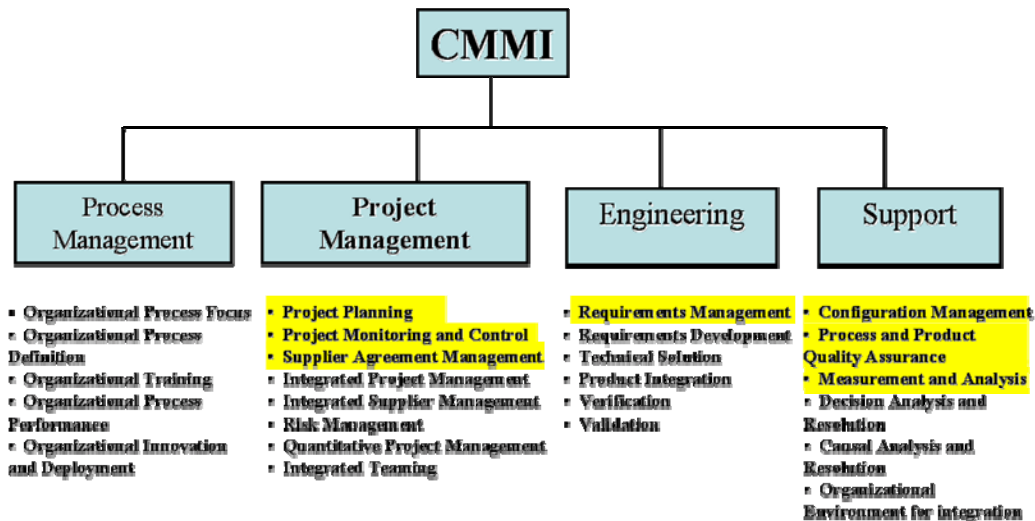 CMMI
Process
Management
Project
Management
Engineering
Support
▪ Organizational Process Focus
▪ Organizational Process
Definition
▪ Organizational Training
▪ Organizational Process
Performance
▪ Organizational Innovation
and Deployment
▪ Project Planning
▪ Project Monitoring and Control
▪ Supplier Agreement Management
▪ Integrated Project Management
▪ Integrated Supplier Management
▪ Risk Management
▪ Quantitative Project Management
▪ Integrated Teaming
▪ Requirements Management
▪ Requirements Development
▪ Technical Solution
▪ Product Integration
▪ Verification
▪ Validation
▪ Configuration Management
▪ Process and Product
Quality Assurance
▪ Measurement and Analysis
▪ Decision Analysis and
Resolution
▪ Causal Analysis and
Resolution
▪ Organizational
Environment for integration